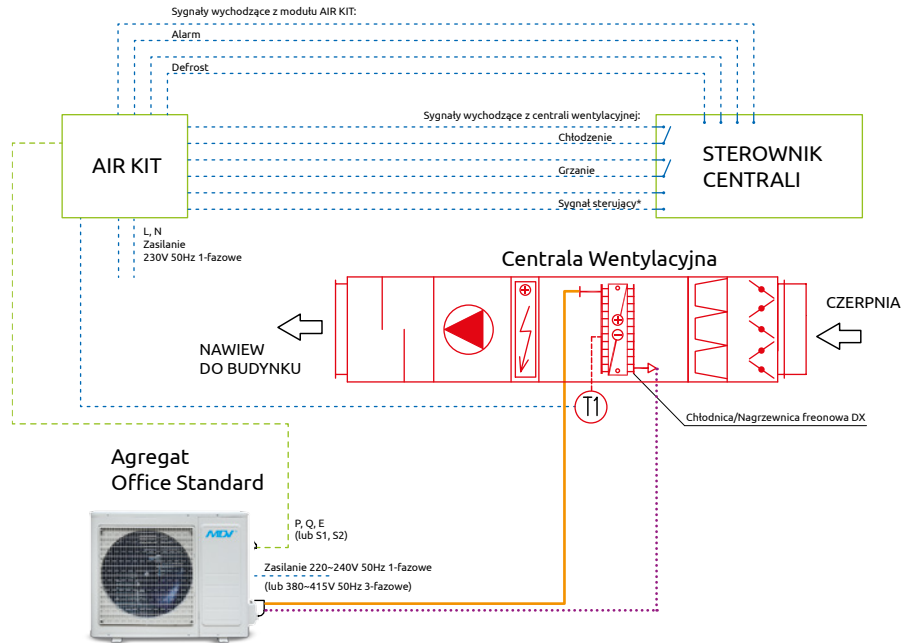 Sygnały wychodzące z modułu AIR KIT:
Alarm
Defrost
Sygnały wychodzące z centrali wentylacyjnej:
Chłodzenie
Grzanie
Sygnał sterujący*
AIR KIT
STEROWNIK
CENTRALI
L, N
Zasilanie
230V 50Hz 1-fazowe
Centrala Wentylacyjna
CZERPNIA
NAWIEW
DO BUDYNKU
T1
Chłodnica/Nagrzewnica freonowa DX
Agregat
Office Standard
MDV
P, Q, E
(lub S1, S2)
Zasilanie 220~240V 50Hz 1-fazowe
(lub 380~415V 50Hz 3-fazowe)